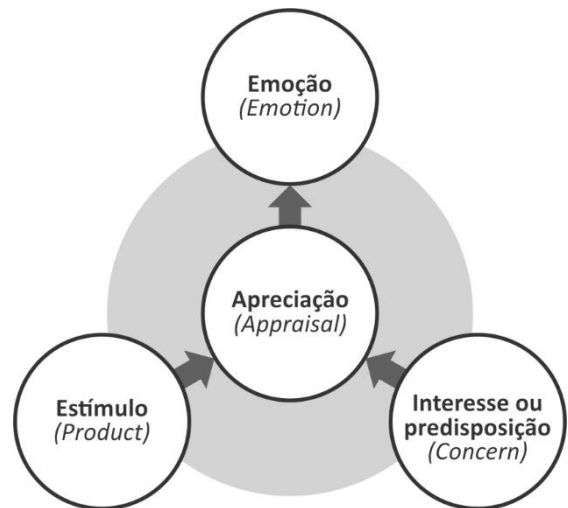 Emoção
(Emotion)
Apreciação
(Appraisal)
Estímulo
(Product)
Interesse ou
predisposição
(Concern)